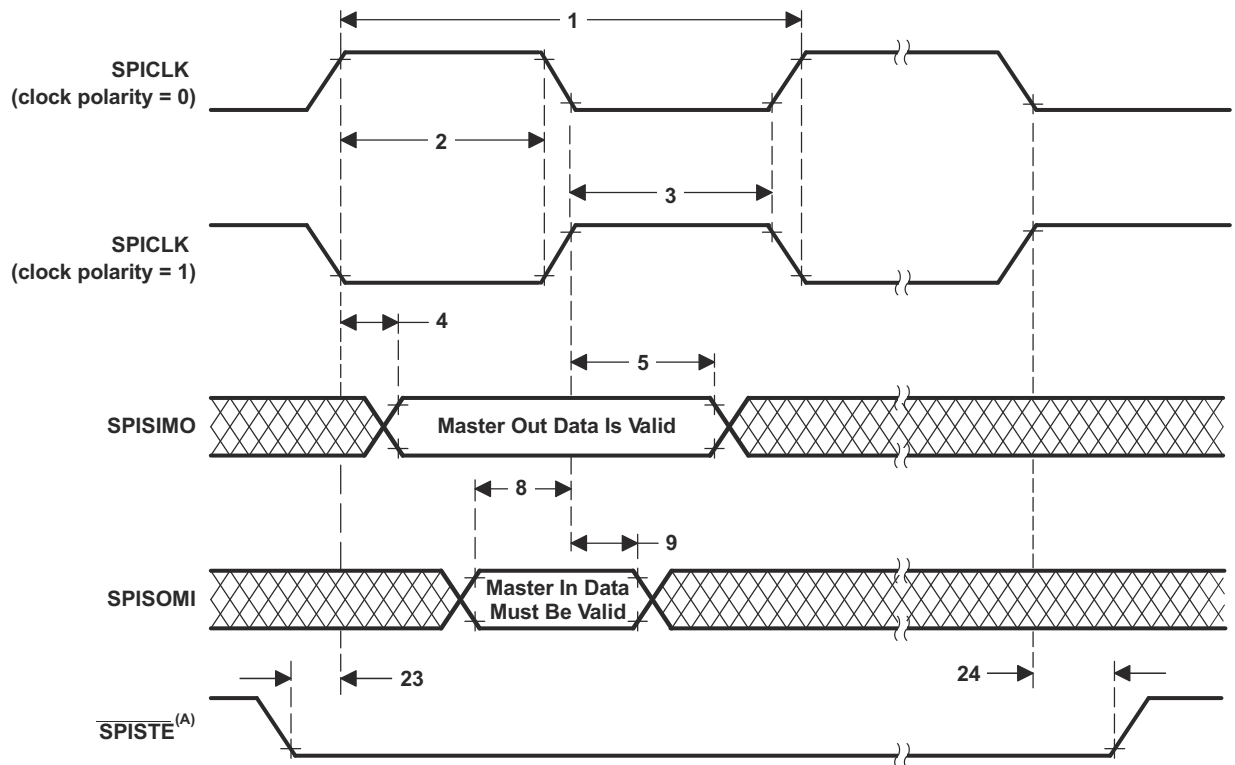 1
SPICLK
(clock polarity = 0)
2
3
SPICLK
(clock polarity = 1)
4
5
SPISIMO
Master Out Data Is Valid
8
9
SPISOMI
Master In Data
Must Be Valid
23
24
SPISTE(A)